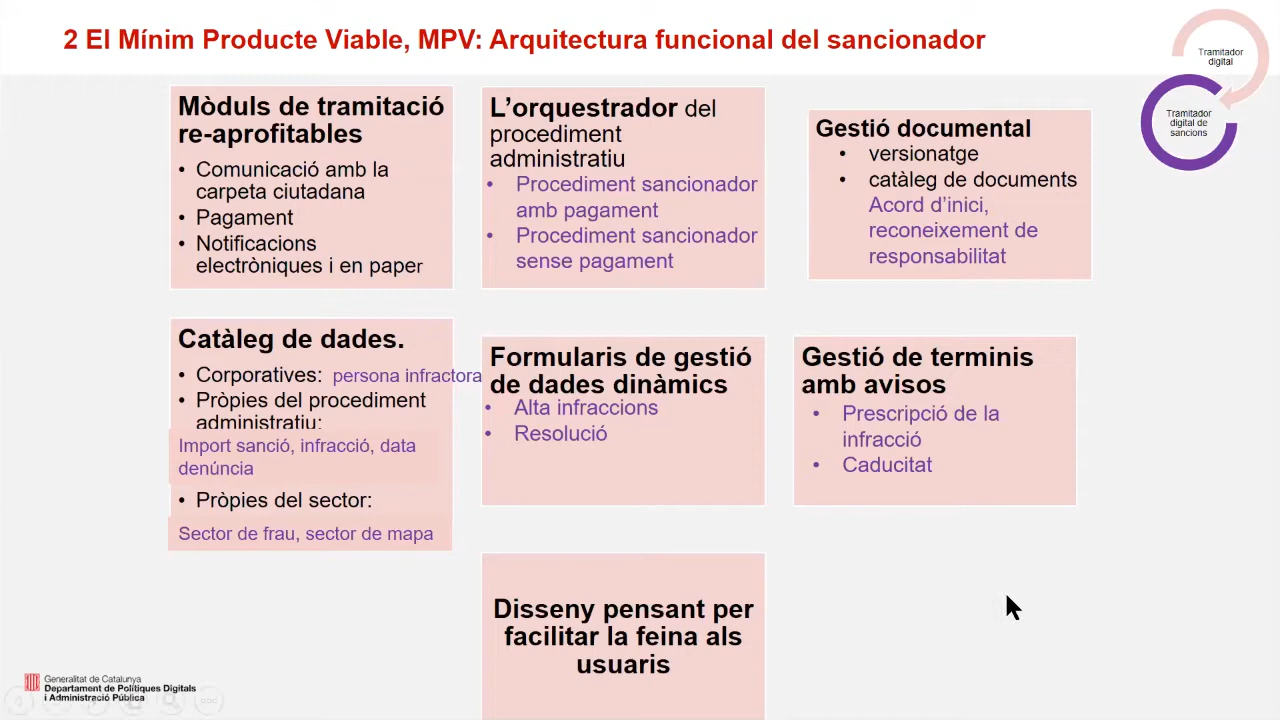 2 El Mínim Producte Viable, MPV: Arquitectura funcional del sancionador
Tramitador
digital
Tramitador
digital de
sancions
Mòduls de tramitació
re-aprofitables
• Comunicació amb la
carpeta ciutadana
• Pagament
• Notificacions
electròniques i en paper
L’orquestrador del
procediment
administratiu
• Procediment sancionador
amb pagament
• Procediment sancionador
sense pagament
Gestió documental
• versionatge
• catàleg de documents
Acord d’inici,
reconeixement de
responsabilitat
Catàleg de dades.
• Corporatives: persona infractora
• Pròpies del procediment
administratiu:
Import sanció, infracció, data
denúncia
• Pròpies del sector:
Sector de frau, sector de mapa
Formularis de gestió
de dades dinàmics
• Alta infraccions
• Resolució
Gestió de terminis
amb avisos
• Prescripció de la
infracció
• Caducitat
Disseny pensant per
facilitar la feina als
usuaris
Generalitat de Catalunya
Departament de Polítiques Digitals
i Administració Pública